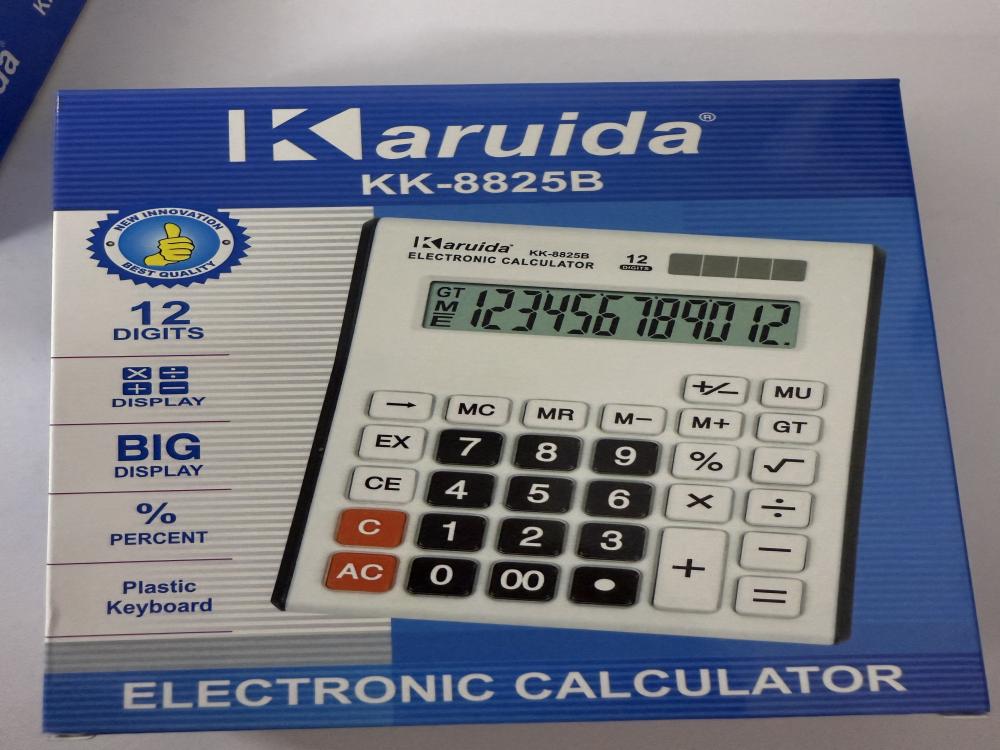 Karuida®
KK-8825B
NEW INNOVATION
BEST QUALITY
12
DIGITS
× ÷
+ −
DISPLAY
BIG
DISPLAY
%
PERCENT
Plastic
Keyboard
Karuida® KK-8825B 12
ELECTRONIC CALCULATOR DIGITS
GT
M
E
123456789012.
+/− MU
→ MC MR M− M+ GT
EX 7 8 9 % √
CE 4 5 6 × ÷
C 1 2 3 + −
AC 0 00 • =
ELECTRONIC CALCULATOR